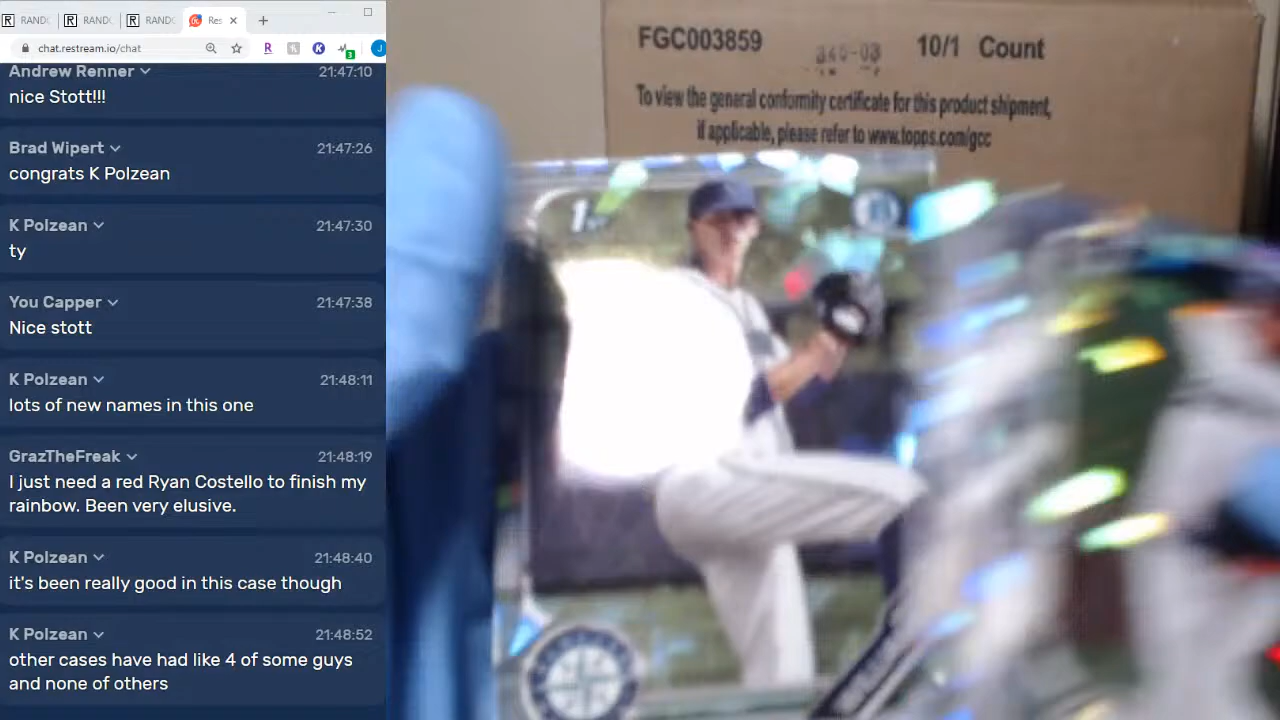 RANDO
RANDO
RANDO
Res
chat.restream.io/chat
3
J
Andrew Renner
21:47:10
nice Stott!!!
Brad Wipert
21:47:26
congrats K Polzean
K Polzean
21:47:30
ty
You Capper
21:47:38
Nice stott
K Polzean
21:48:11
lots of new names in this one
GrazTheFreak
21:48:19
I just need a red Ryan Costello to finish my
rainbow. Been very elusive.
K Polzean
21:48:40
it's been really good in this case though
K Polzean
21:48:52
other cases have had like 4 of some guys
and none of others
FGC003859
10/1 Count
To view the general conformity certificate for this product shipment,
if applicable, please refer to www.topps.com/gcc